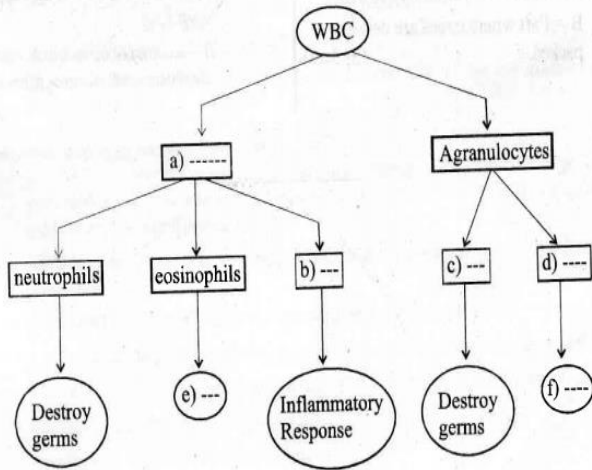 WBC
a) ------
Agranulocytes
neutrophils
eosinophils
b) ---
c) ---
d) ----
Destroy
germs
e) ---
Inflammatory
Response
Destroy
germs
f) ----